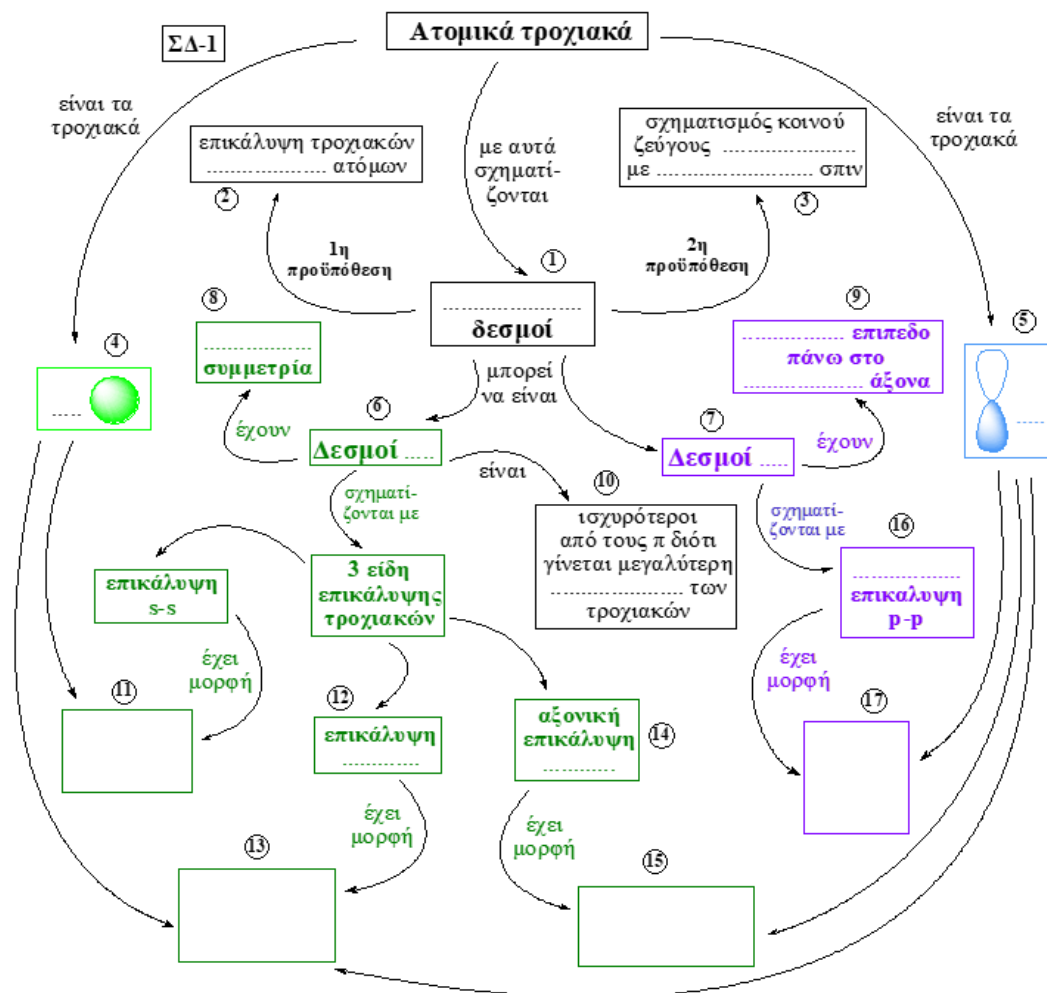 ΣΔ-1
Ατομικά τροχιακά
είναι τα
τροχιακά
με αυτά
σχηματί-
ζονται
είναι τα
τροχιακά
επικάλυψη τροχιακών
.................. ατόμων
2
σχηματισμός κοινού
ζεύγους ......................
με .......................... σπιν
3
1η
προϋπόθεση
2η
προϋπόθεση
1
........................
δεσμοί
8
...................
συμμετρία
9
.................. επιπεδο
πάνω στο
.................... άξονα
4
.....
5
.....
μπορεί
να είναι
6
Δεσμοί .....
έχουν
7
Δεσμοί .....
έχουν
είναι
10
ισχυρότεροι
από τους π διότι
γίνεται μεγαλύτερη
.................... των
τροχιακών
σχηματί-
ζονται με
σχηματί-
ζονται με
16
...................
επικαλυψη
p-p
επικάλυψη
s-s
3 είδη
επικάλυψης
τροχιακών
έχει
μορφή
έχει
μορφή
11
12
επικάλυψη
..............
αξονική
επικάλυψη
..............
14
17
έχει
μορφή
έχει
μορφή
13
15